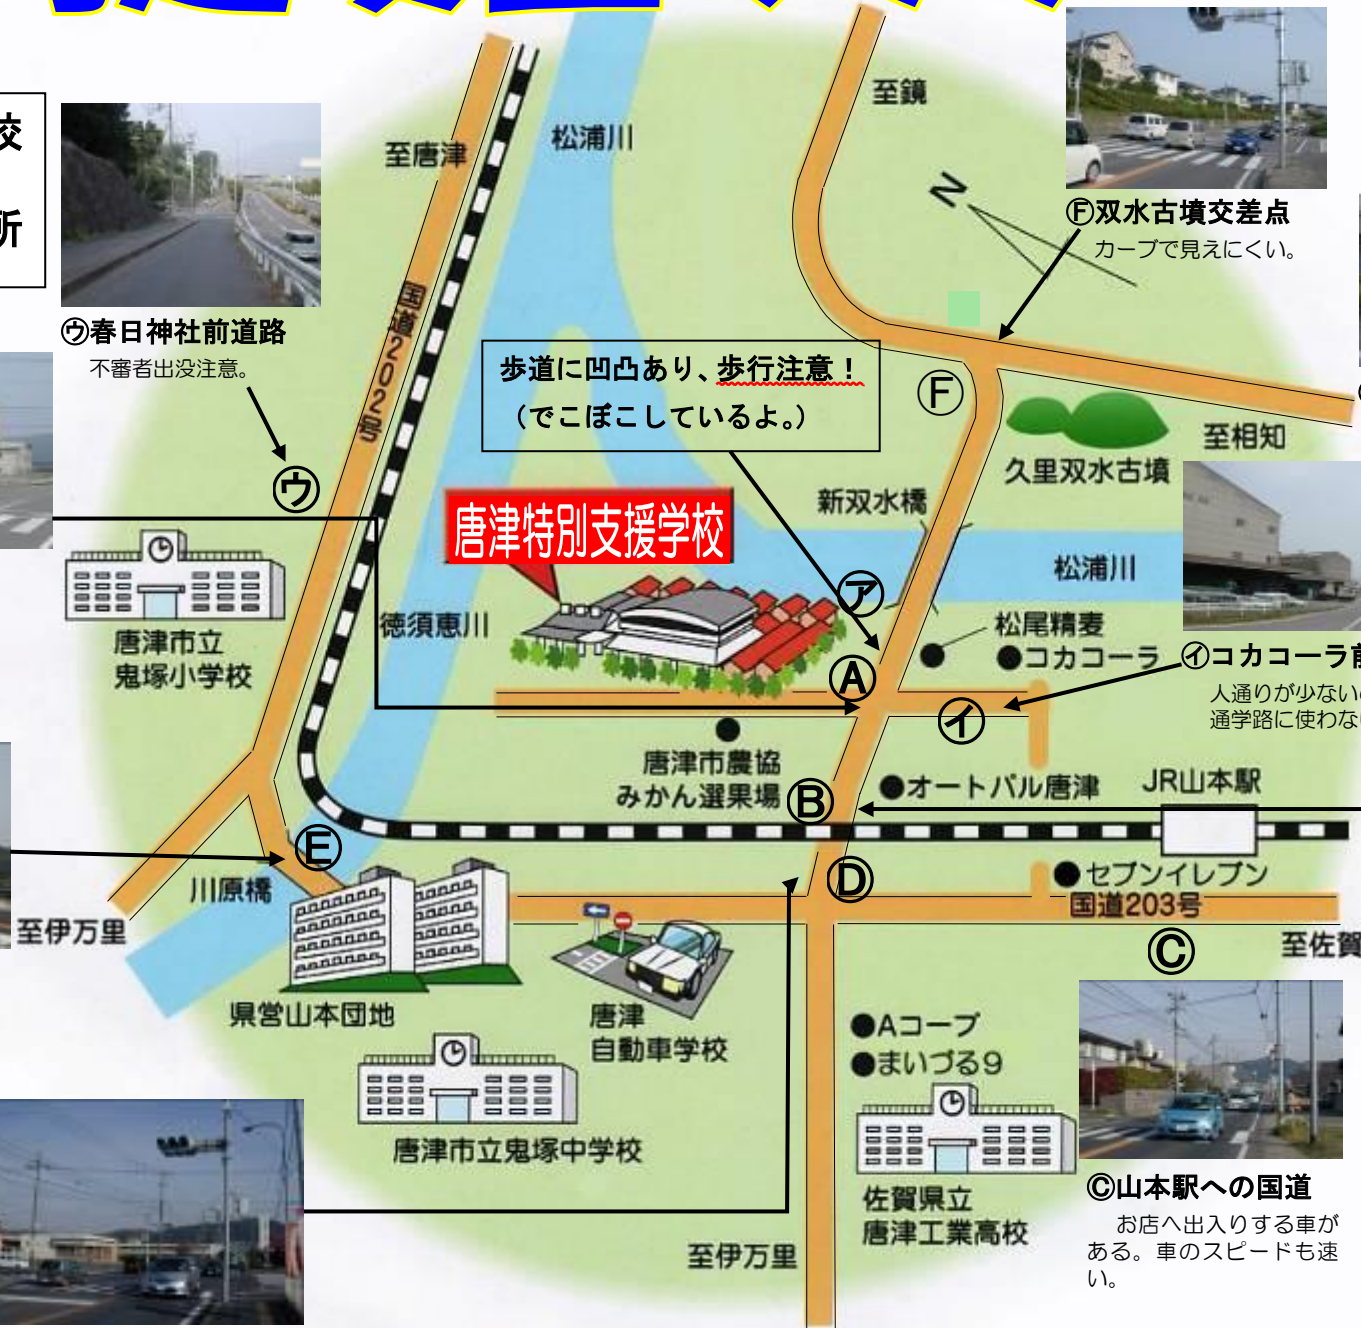 校
所
至唐津
松浦川
至鏡
N
Ⓕ双水古墳交差点
カーブで見えにくい。
㋒春日神社前道路
不審者出没注意。
国道202号
歩道に凹凸あり、歩行注意！
（でこぼこしているよ。）
Ⓕ
至相知
久里双水古墳
㋒
新双水橋
唐津特別支援学校
松浦川
㋐
徳須恵川
松尾精麦
●コカコーラ
唐津市立
鬼塚小学校
㋑コカコーラ前
人通りが少ない
通学路に使わない
Ⓐ
㋑
唐津市農協
みかん選果場
Ⓑ
●オートパル唐津
JR山本駅
Ⓔ
川原橋
Ⓓ
●セブンイレブン
国道203号
至伊万里
Ⓒ
至佐賀
県営山本団地
唐津
自動車学校
●Aコープ
●まいづる9
唐津市立鬼塚中学校
佐賀県立
唐津工業高校
至伊万里
Ⓒ山本駅への国道
お店へ出入りする車が
ある。車のスピードも速
い。